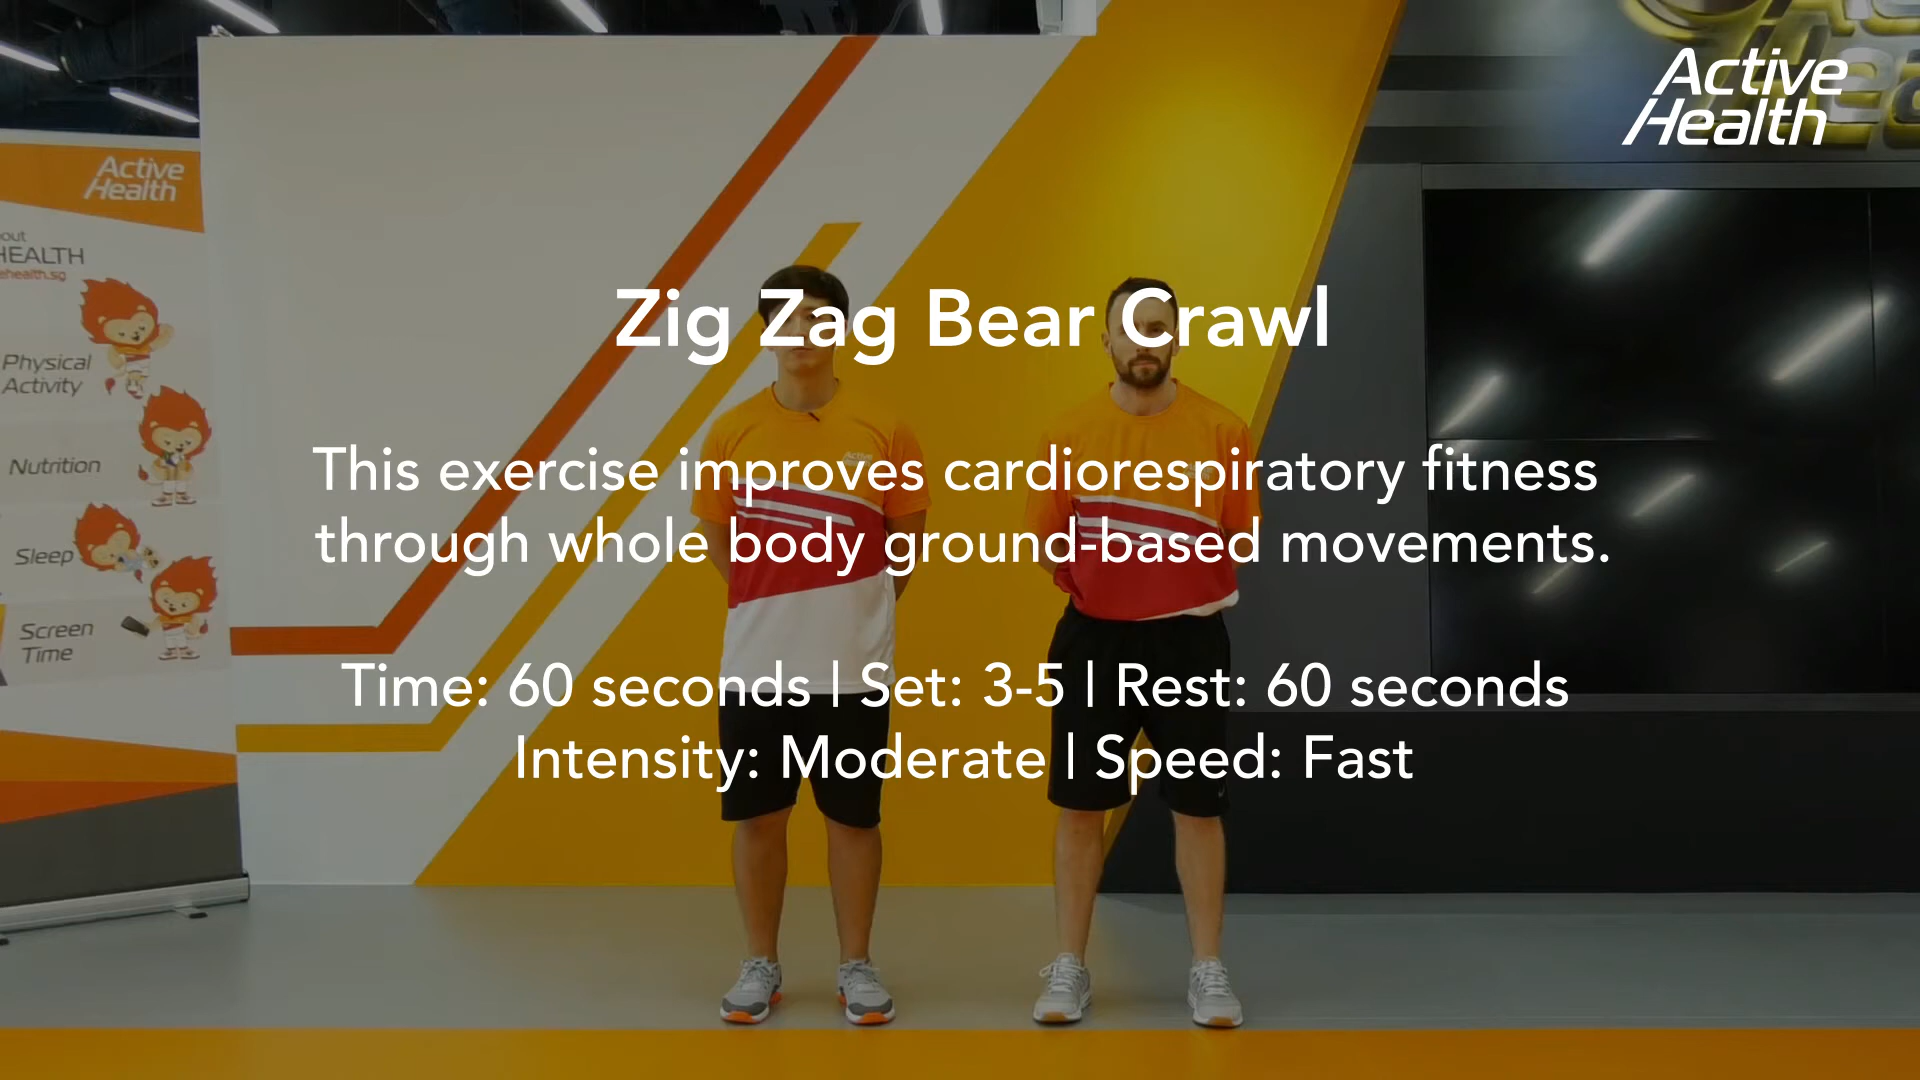 Active
Health
Active
Health
HEALTH
Physical
Activity
Nutrition
Sleep
Screen
Time
Zig Zag Bear Crawl
This exercise improves cardiorespiratory fitness
through whole body ground-based movements.
Time: 60 seconds | Set: 3-5 | Rest: 60 seconds
Intensity: Moderate | Speed: Fast